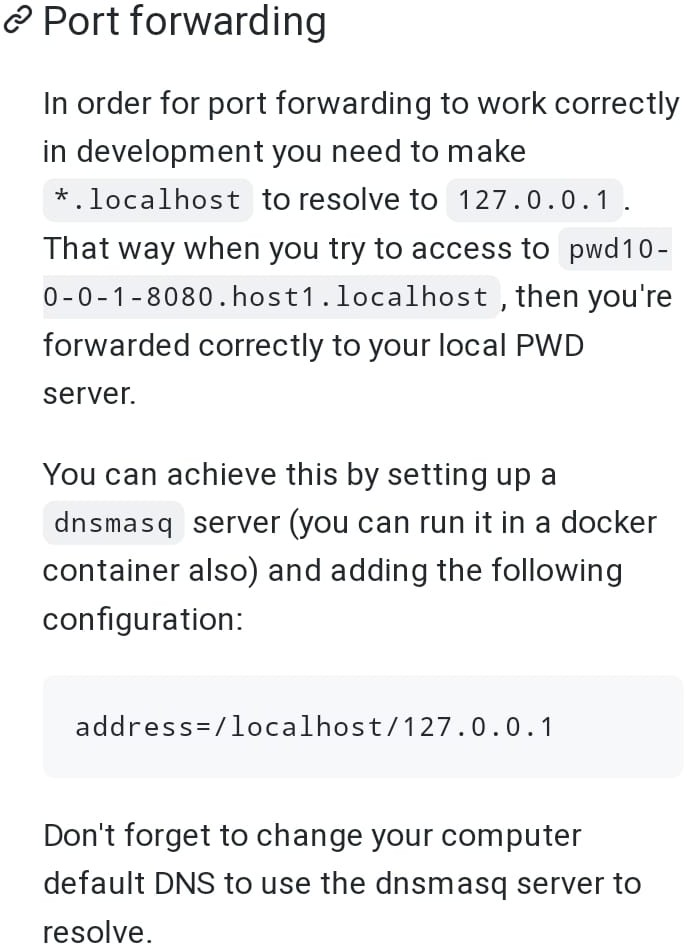 Port forwarding
In order for port forwarding to work correctly
in development you need to make
*.localhost to resolve to 127.0.0.1 .
That way when you try to access to pwd10-
0-0-1-8080.host1.localhost , then you're
forwarded correctly to your local PWD
server.
You can achieve this by setting up a
dnsmasq server (you can run it in a docker
container also) and adding the following
configuration:
address=/localhost/127.0.0.1
Don't forget to change your computer
default DNS to use the dnsmasq server to
resolve.